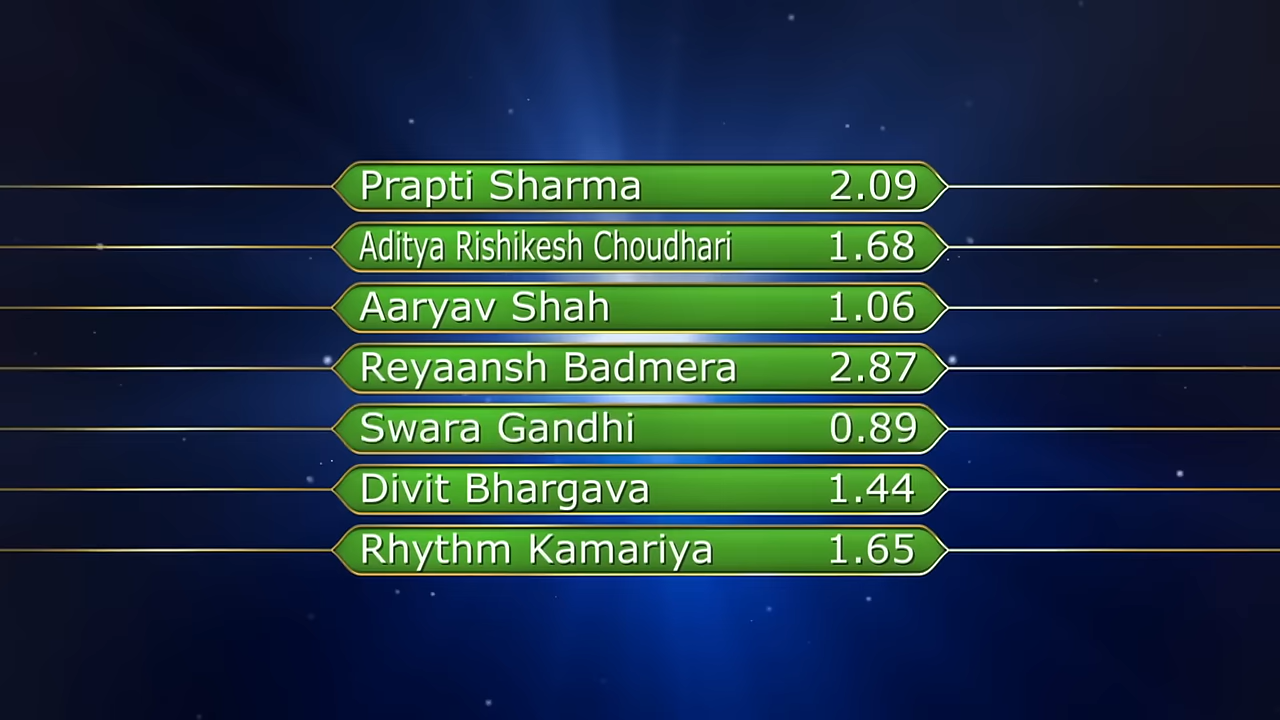 Prapti Sharma 2.09
Aditya Rishikesh Choudhari 1.68
Aaryav Shah 1.06
Reyaansh Badmera 2.87
Swara Gandhi 0.89
Divit Bhargava 1.44
Rhythm Kamariya 1.65